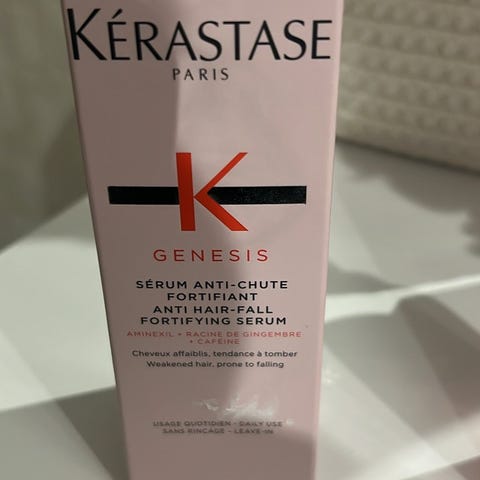 KÉRASTASE
PARIS
K
GENESIS
SÉRUM ANTI-CHUTE
FORTIFIANT
ANTI HAIR-FALL
FORTIFYING SERUM
AMINEXIL + RACINE DE GINGEMBRE
+ CAFÉINE
Cheveux affaiblis, tendance à tomber
Weakened hair, prone to falling
USAGE QUOTIDIEN - DAILY USE
SANS RINÇAGE - LEAVE-IN